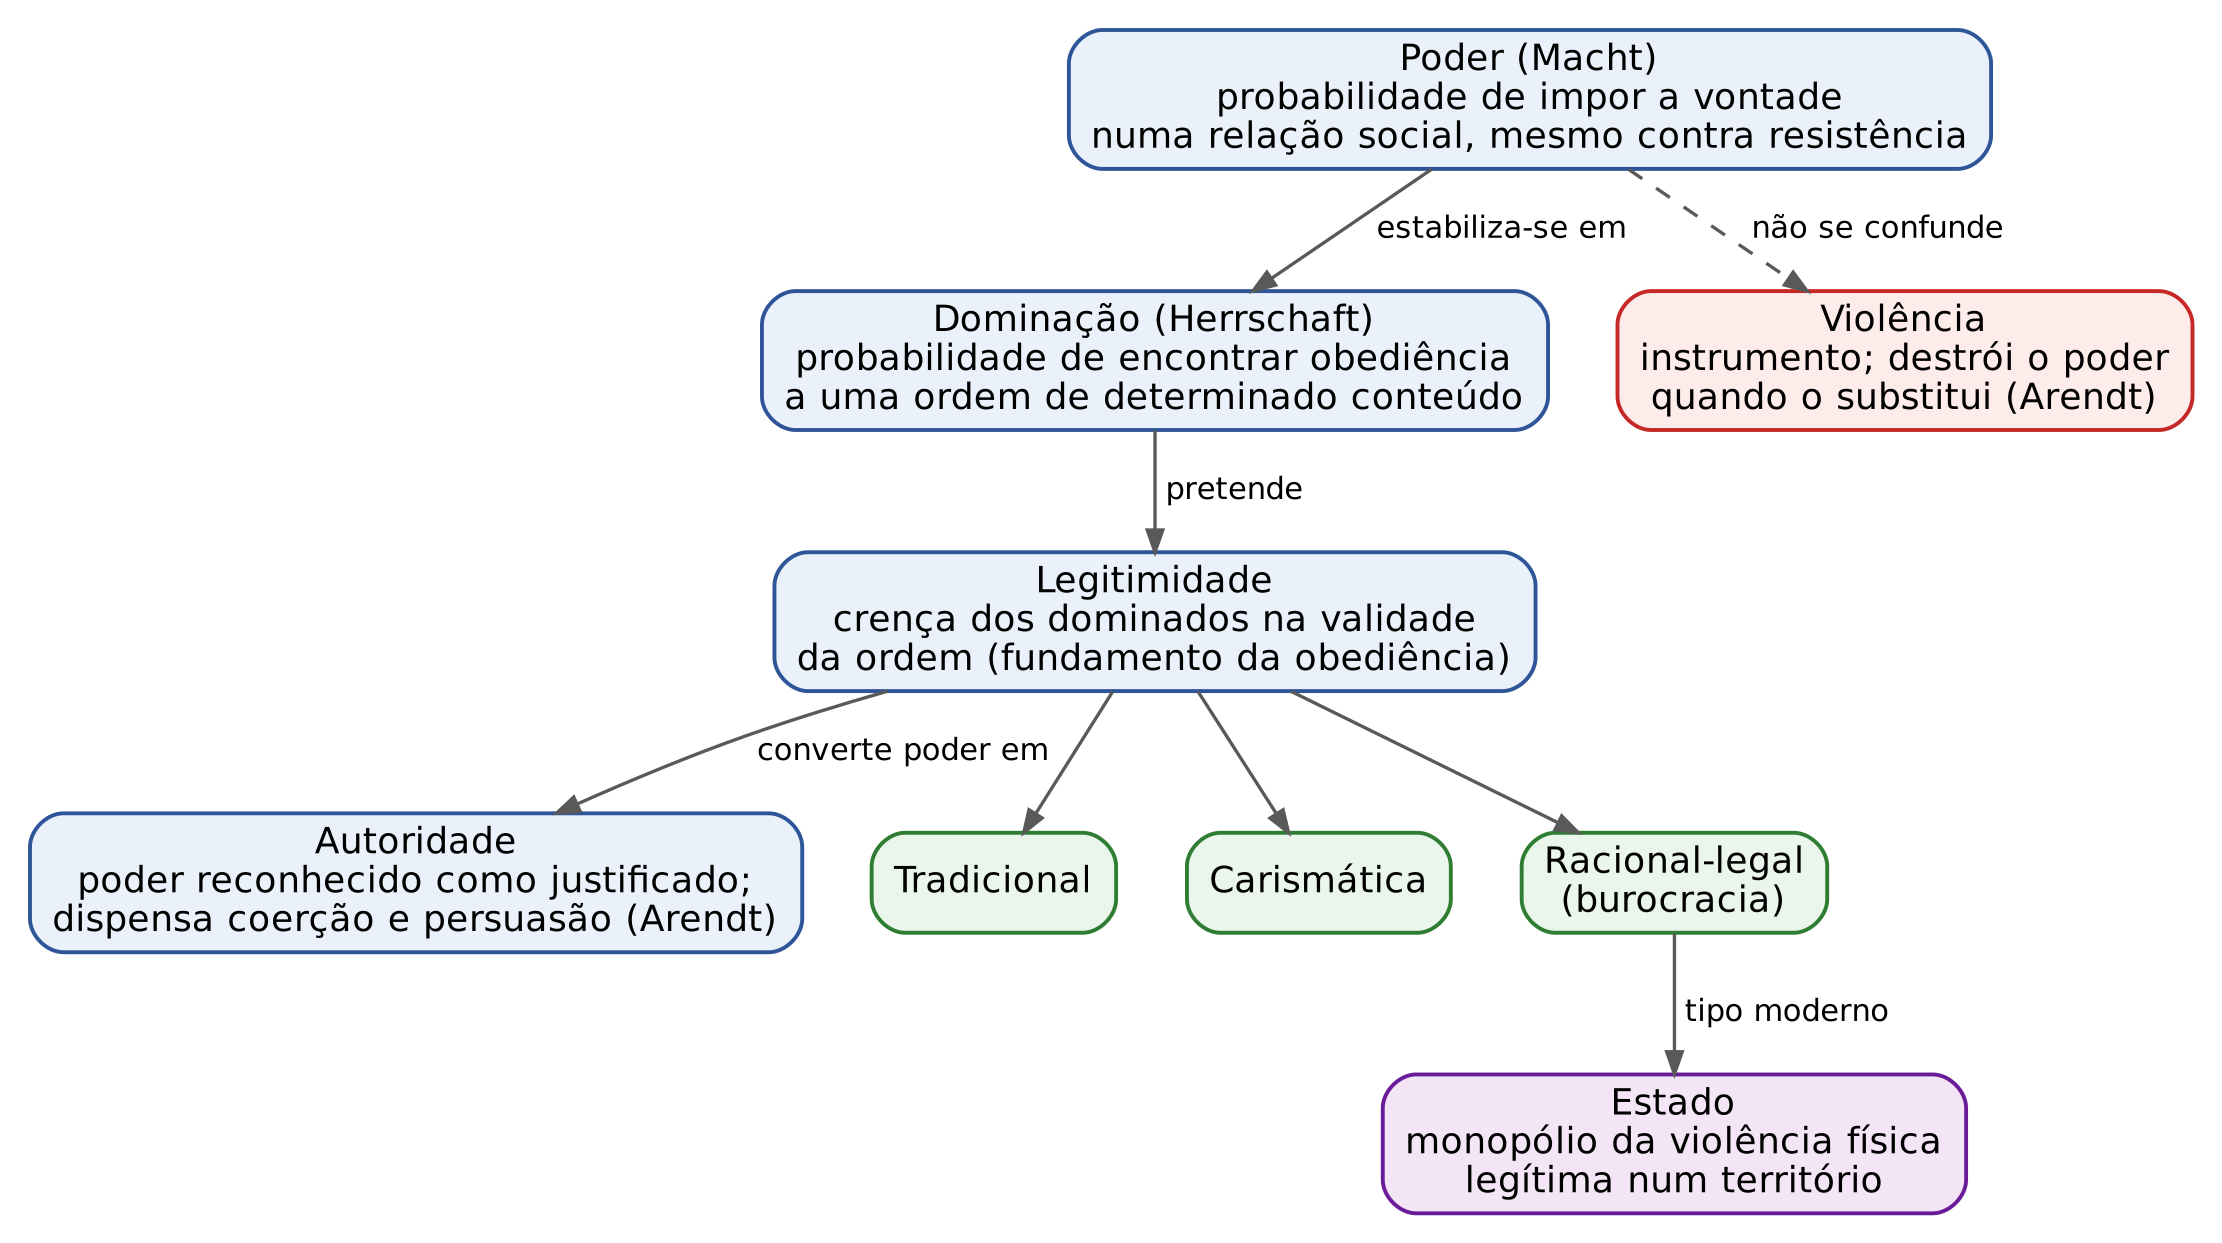 Poder (Macht)
probabilidade de impor a vontade
numa relação social, mesmo contra resistência
estabiliza-se em
não se confunde
Dominação (Herrschaft)
probabilidade de encontrar obediência
a uma ordem de determinado conteúdo
Violência
instrumento; destrói o poder
quando o substitui (Arendt)
pretende
Legitimidade
crença dos dominados na validade
da ordem (fundamento da obediência)
converte poder em
Autoridade
poder reconhecido como justificado;
dispensa coerção e persuasão (Arendt)
Tradicional
Carismática
Racional-legal
(burocracia)
tipo moderno
Estado
monopólio da violência física
legítima num território